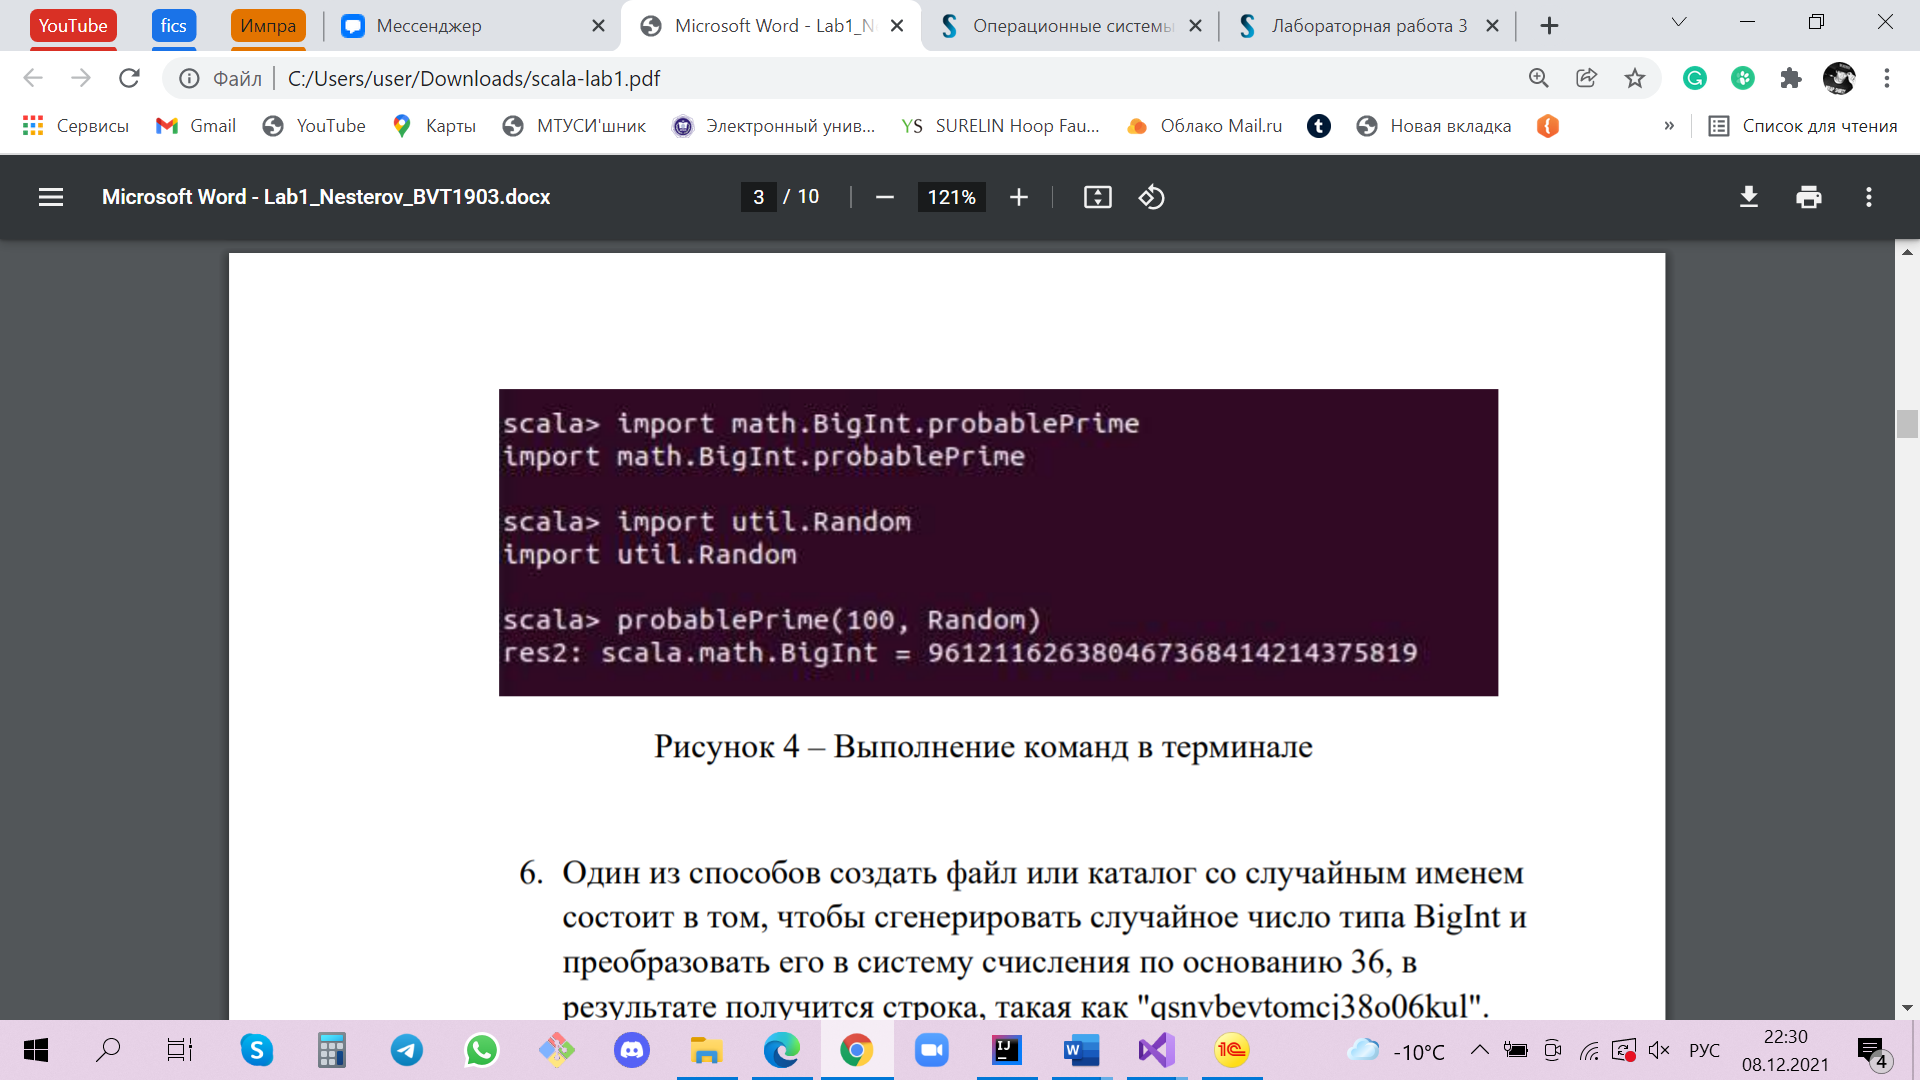 YouTube fics Импра Мессенджер Microsoft Word - Lab1_N Операционные системы Лабораторная работа 3
Файл C:/Users/user/Downloads/scala-lab1.pdf
Сервисы Gmail YouTube Карты МТУСИ'шник Электронный унив... YS SURELIN Hoop Fau... Облако Mail.ru Новая вкладка » Список для чтения
Microsoft Word - Lab1_Nesterov_BVT1903.docx 3 / 10 121%
scala> import math.BigInt.probablePrime
import math.BigInt.probablePrime
scala> import util.Random
import util.Random
scala> probablePrime(100, Random)
res2: scala.math.BigInt = 961211626380467368414214375819
Рисунок 4 – Выполнение команд в терминале
6. Один из способов создать файл или каталог со случайным именем
состоит в том, чтобы сгенерировать случайное число типа BigInt и
преобразовать его в систему счисления по основанию 36, в
результате получится строка, такая как "qsnvbevtomcj38o06kul".
-10°C РУС 22:30
08.12.2021 4